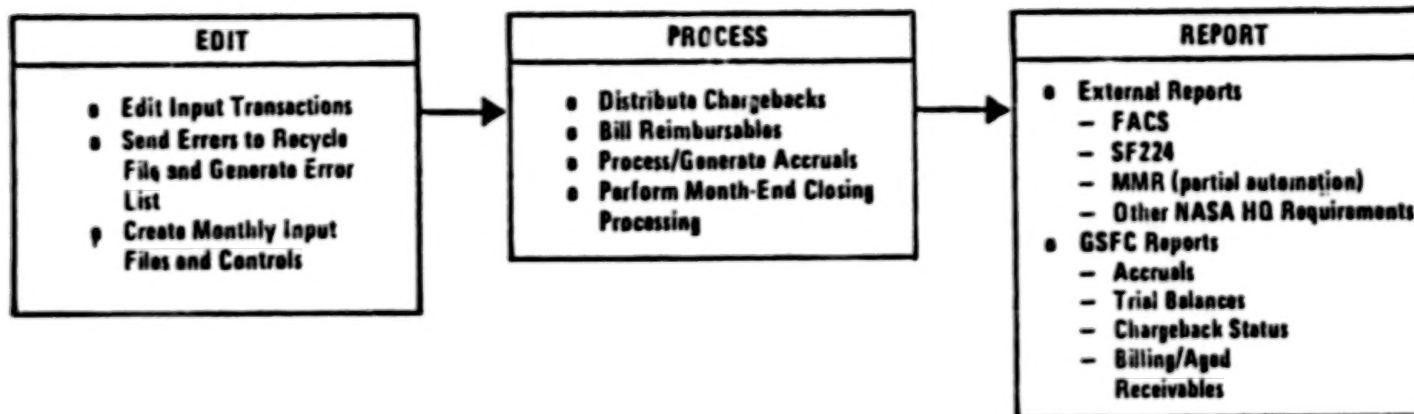 EDIT
• Edit Input Transactions
• Send Errers to Recycle
File and Generate Error
List
• Create Monthly Input
Files and Controls
PROCESS
• Distribute Chargebacks
• Bill Reimbursables
• Process/Generate Accruals
• Perform Month-End Closing
Processing
REPORT
• External Reports
– FACS
– SF224
– MMR (partial automation)
– Other NASA HQ Requirements
• GSFC Reports
– Accruals
– Trial Balances
– Chargeback Status
– Billing/Aged
Receivables